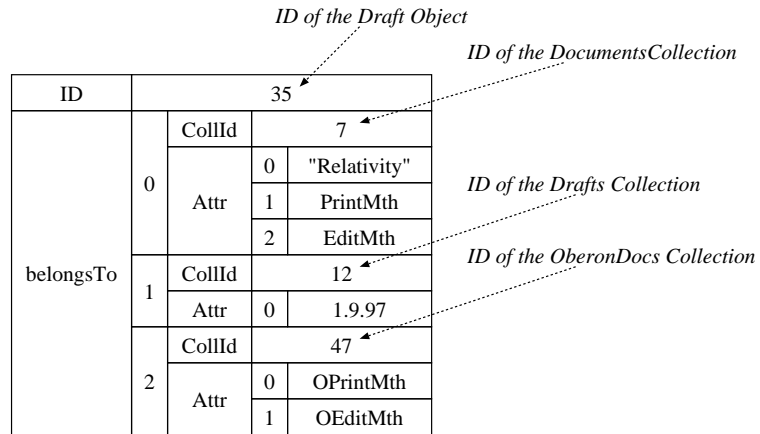 ID of the Draft Object
ID of the DocumentsCollection
ID 35
belongsTo 0 CollId 7
Attr 0 "Relativity"
1 PrintMth
2 EditMth
ID of the Drafts Collection
1 CollId 12
Attr 0 1.9.97
ID of the OberonDocs Collection
2 CollId 47
Attr 0 OPrintMth
1 OEditMth